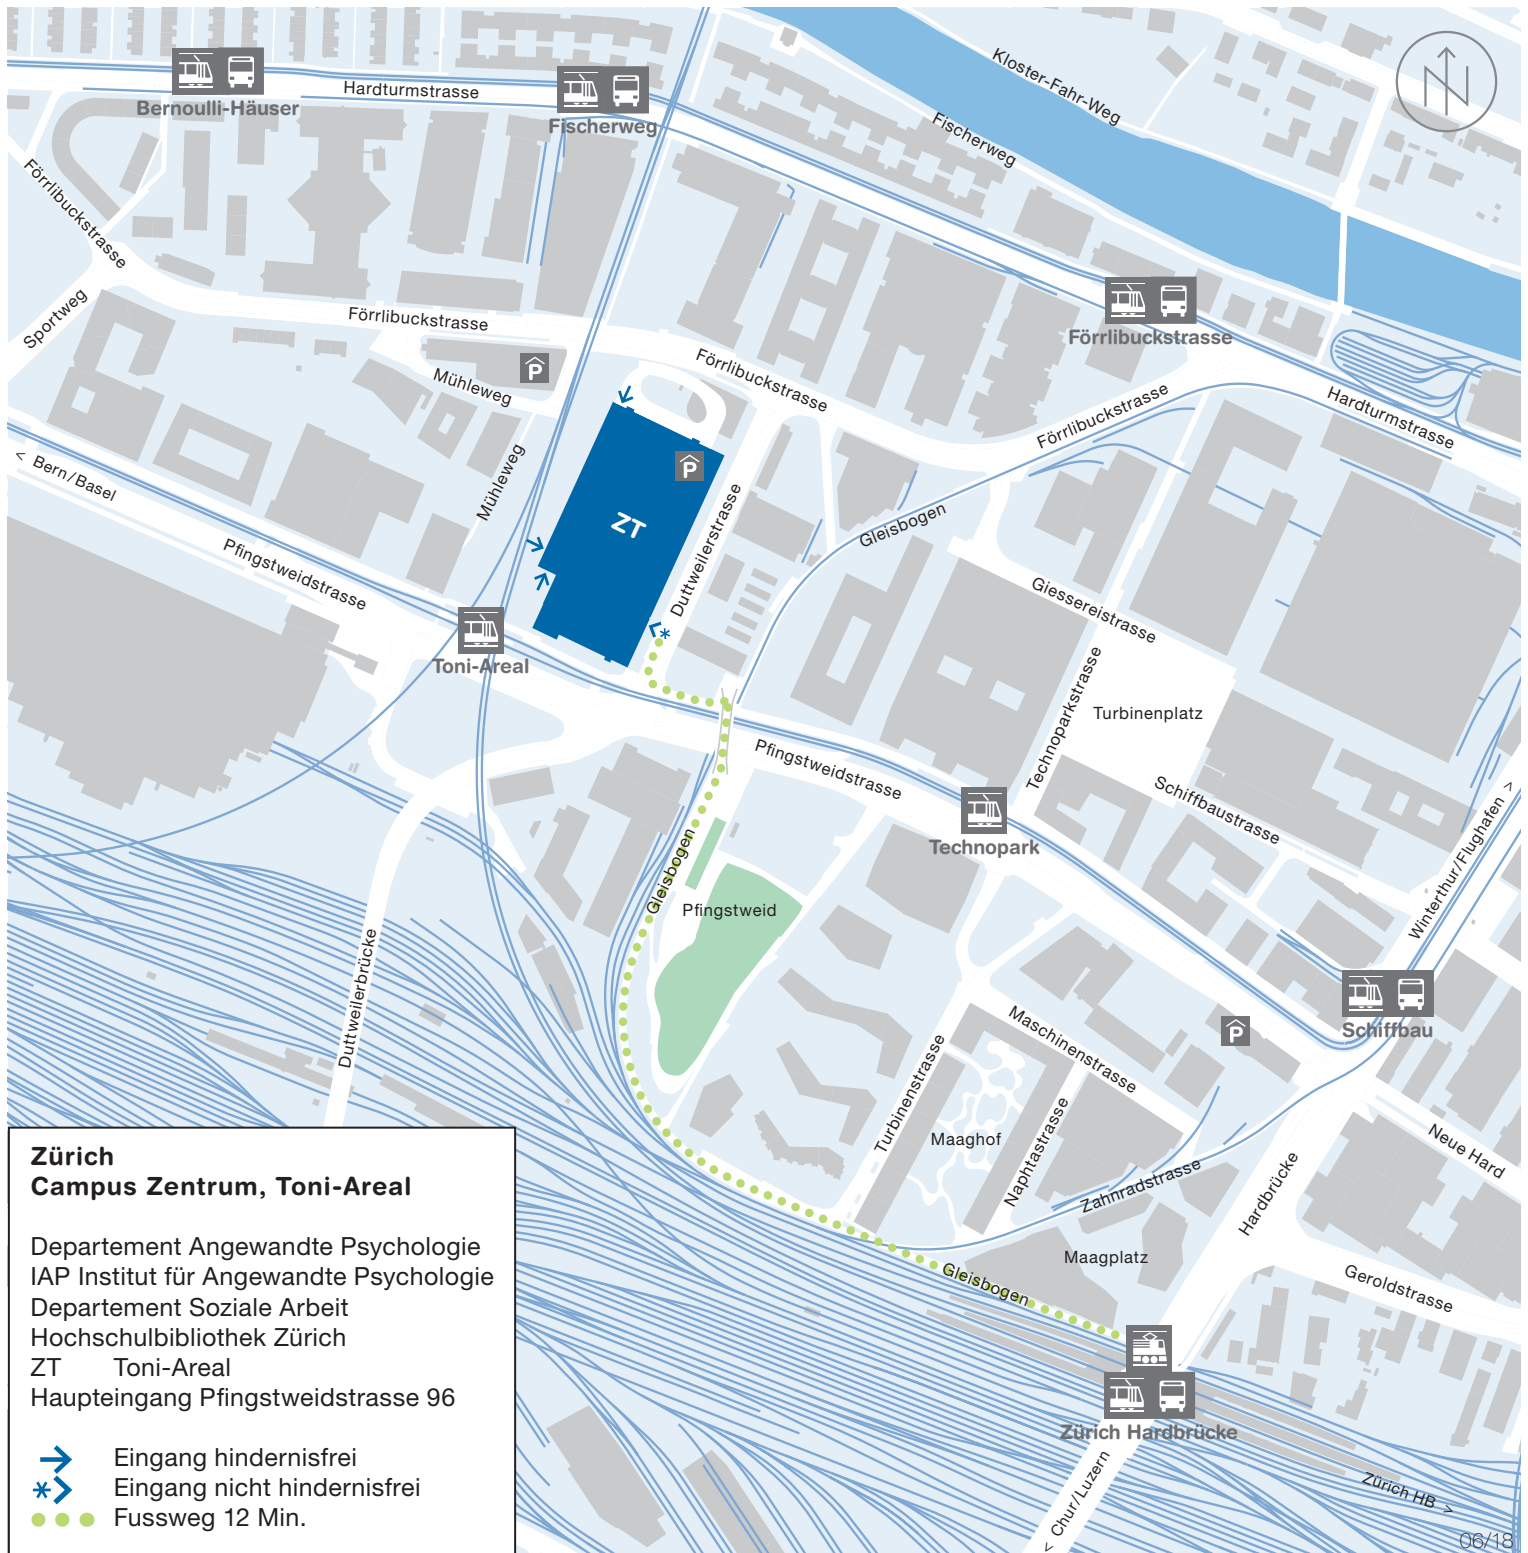 Kloster-Fahr-Weg
Hardturmstrasse
Bernoulli-Häuser
Fischerweg
Fischerweg
N
Förrlibuckstrasse
Sportweg
Förrlibuckstrasse
Förrlibuckstrasse
P
Mühleweg
Förrlibuckstrasse
Förrlibuckstrasse
Hardturmstrasse
< Bern/Basel
Mühleweg
P
ZT
Duttweilerstrasse
Gleisbogen
Pfingstweidstrasse
Giessereistrasse
Toni-Areal
*
Technoparkstrasse
Turbinenplatz
Pfingstweidstrasse
Schiffbaustrasse
Technopark
Winterthur/Flughafen >
Gleisbogen
Pfingstweid
Duttweilerbrücke
Schiffbau
P
Maschinenstrasse
Turbinenstrasse
Maaghof
Naphtastrasse
Neue Hard
Zahnradstrasse
Hardbrücke
Maagplatz
Gleisbogen
Geroldstrasse
Zürich Hardbrücke
< Chur/Luzern
Zürich HB >
Zürich
Campus Zentrum, Toni-Areal
Departement Angewandte Psychologie
IAP Institut für Angewandte Psychologie
Departement Soziale Arbeit
Hochschulbibliothek Zürich
ZT Toni-Areal
Haupteingang Pfingstweidstrasse 96
Eingang hindernisfrei
* Eingang nicht hindernisfrei
Fussweg 12 Min.
06/18